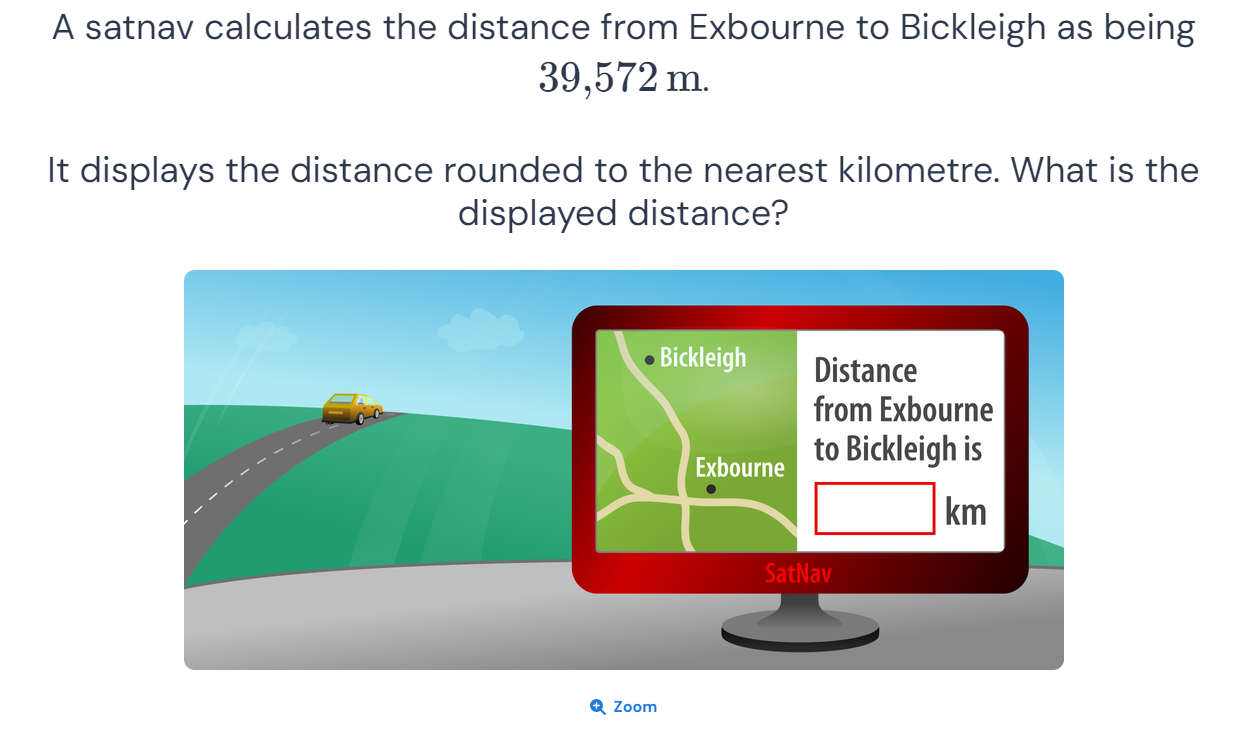 A satnav calculates the distance from Exbourne to Bickleigh as being
39,572 m.
It displays the distance rounded to the nearest kilometre. What is the
displayed distance?
Bickleigh
Exbourne
Distance
from Exbourne
to Bickleigh is
km
SatNav
Zoom